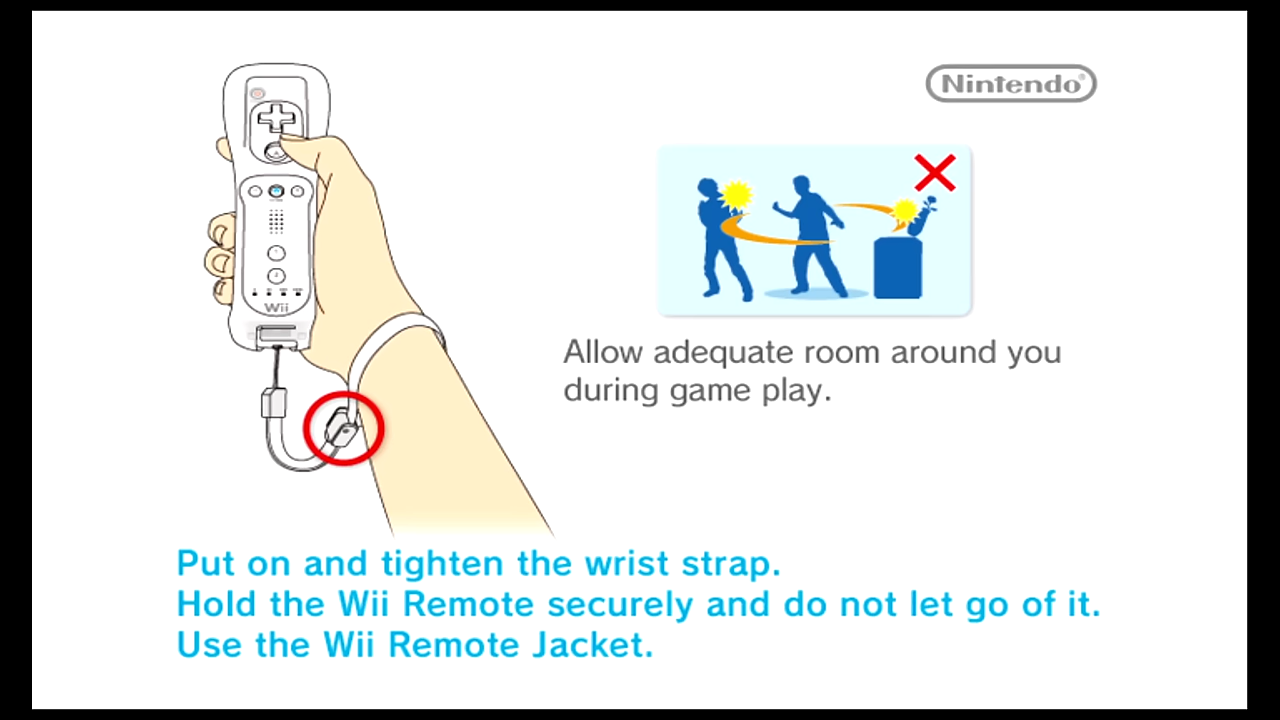 Nintendo®
Allow adequate room around you
during game play.
Wii
Put on and tighten the wrist strap.
Hold the Wii Remote securely and do not let go of it.
Use the Wii Remote Jacket.